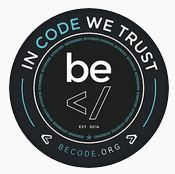 IN CODE WE TRUST
be
</
EST. 2016
BECODE.ORG